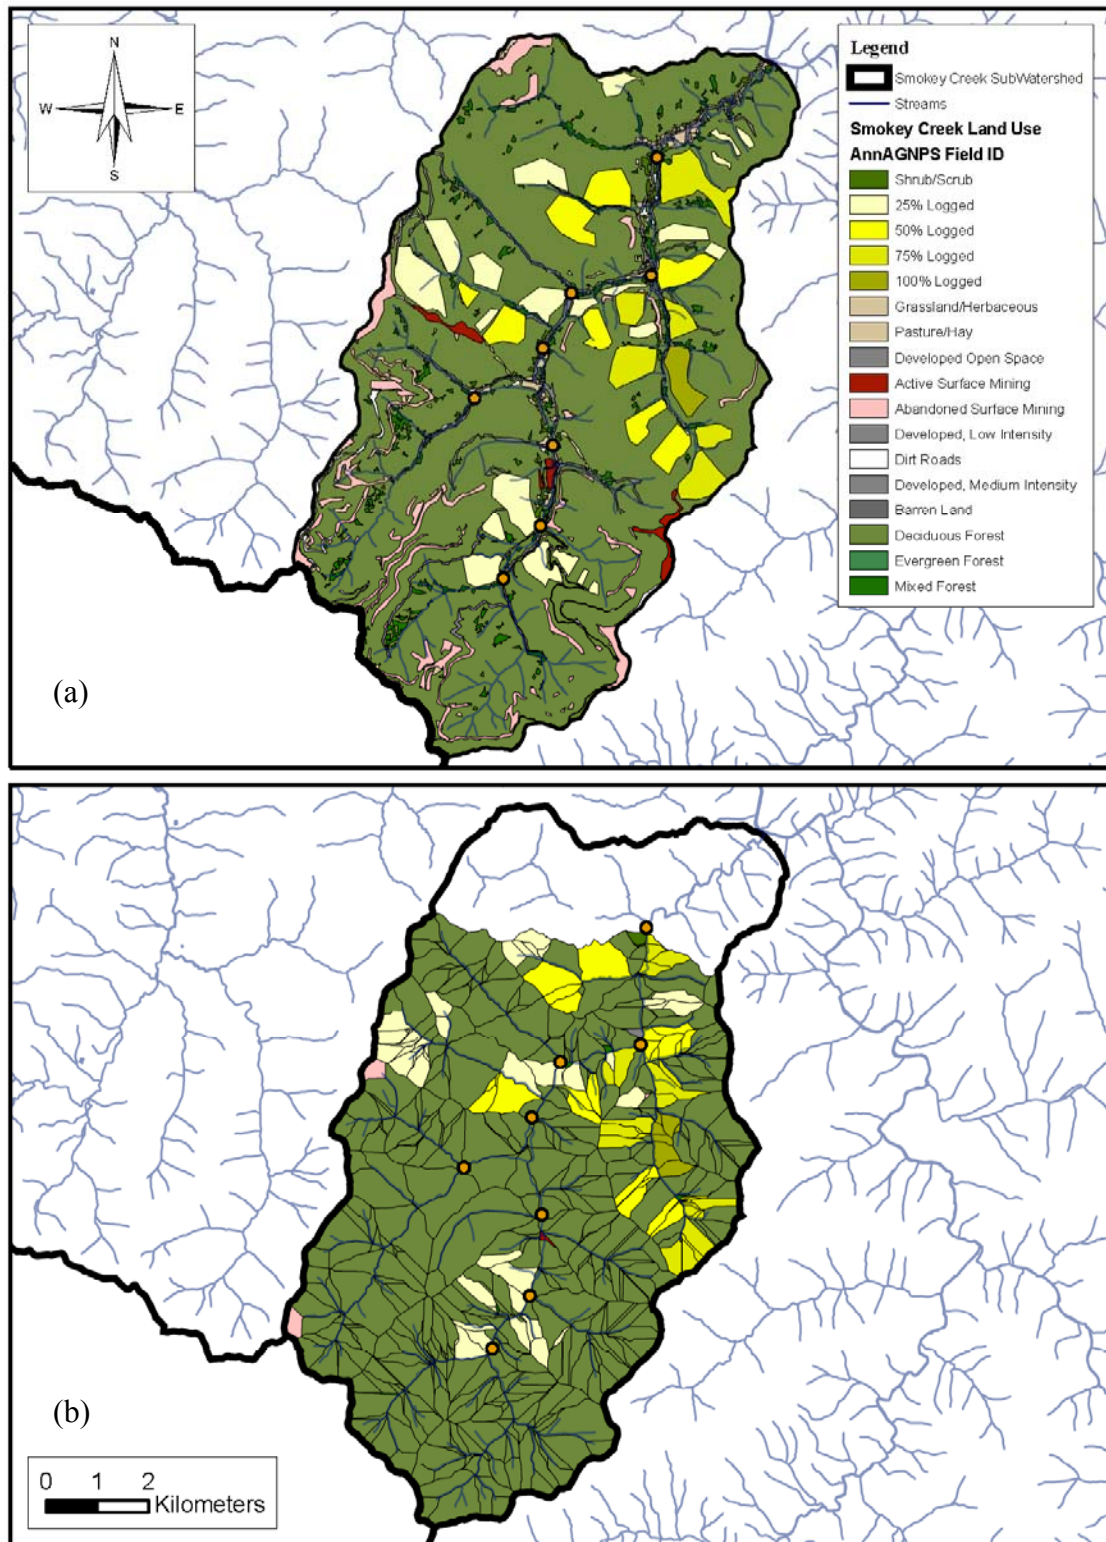 N
W E
S
Legend
Smokey Creek SubWatershed
Streams
Smokey Creek Land Use
AnnAGNPS Field ID
Shrub/Scrub
25% Logged
50% Logged
75% Logged
100% Logged
Grassland/Herbaceous
Pasture/Hay
Developed Open Space
Active Surface Mining
Abandoned Surface Mining
Developed, Low Intensity
Dirt Roads
Developed, Medium Intensity
Barren Land
Deciduous Forest
Evergreen Forest
Mixed Forest
(a)
(b)
0 1 2
Kilometers